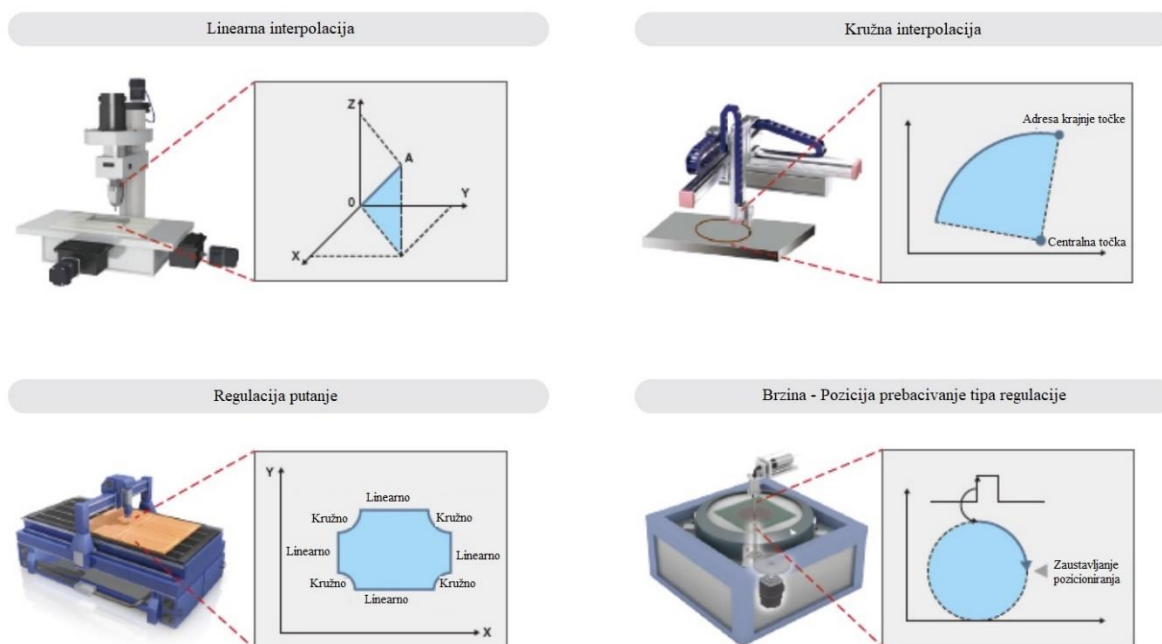 Linearna interpolacija
Z
A
0
Y
X
Kružna interpolacija
Adresa krajnje točke
Centralna točka
Regulacija putanje
Y
Linearno
Kružno
Kružno
Linearno
Linearno
Kružno
Kružno
Linearno
X
Brzina - Pozicija prebacivanje tipa regulacije
Zaustavljanje
pozicioniranja